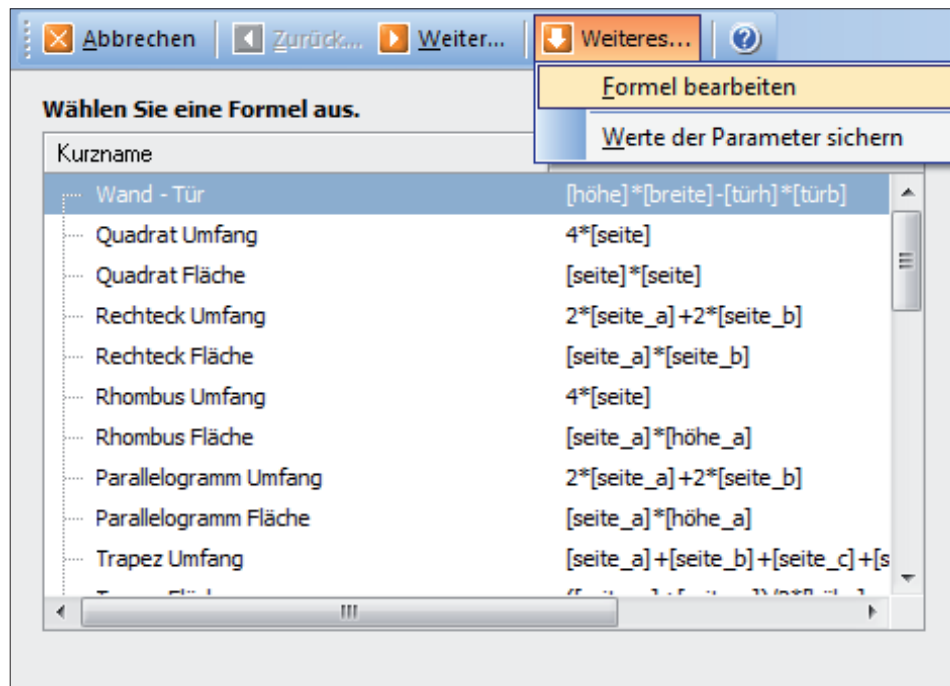 Abbrechen Zurück... Weiter... Weiteres...
Formel bearbeiten
Werte der Parameter sichern
Wählen Sie eine Formel aus.
Kurzname
Wand - Tür [höhe]*[breite]-[türh]*[türb]
Quadrat Umfang 4*[seite]
Quadrat Fläche [seite]*[seite]
Rechteck Umfang 2*[seite_a]+2*[seite_b]
Rechteck Fläche [seite_a]*[seite_b]
Rhombus Umfang 4*[seite]
Rhombus Fläche [seite_a]*[höhe_a]
Parallelogramm Umfang 2*[seite_a]+2*[seite_b]
Parallelogramm Fläche [seite_a]*[höhe_a]
Trapez Umfang [seite_a]+[seite_b]+[seite_c]+[s